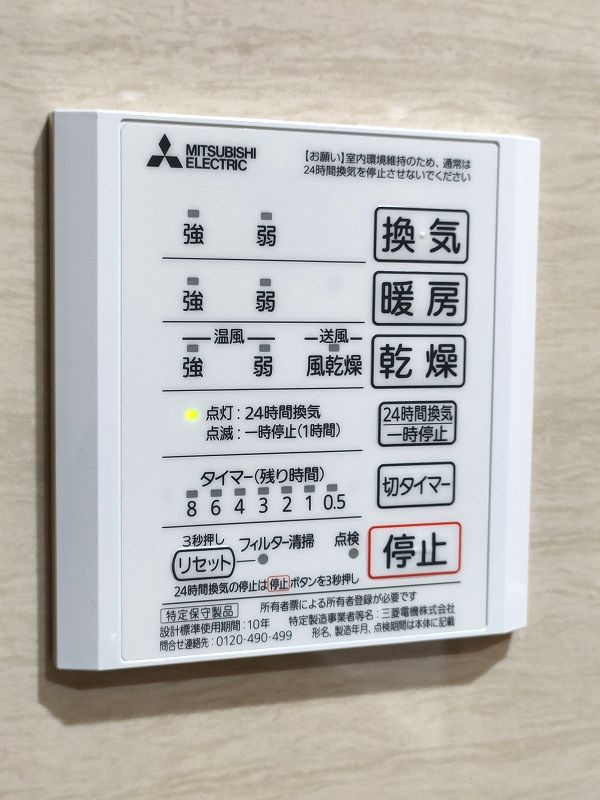 MITSUBISHI
ELECTRIC
【お願い】室内環境維持のため、通常は
24時間換気を停止させないでください
強 弱 換気
強 弱 暖房
温風 送風
強 弱 風乾燥 乾燥
点灯：24時間換気
点滅：一時停止(1時間)
24時間換気
一時停止
タイマー(残り時間)
8 6 4 3 2 1 0.5
切タイマー
3秒押し
リセット フィルター清掃 点検
停止
24時間換気の停止は停止ボタンを3秒押し
特定保守製品 所有者票による所有者登録が必要です
設計標準使用期間：10年 特定製造事業者等名：三菱電機株式会社
問合せ連絡先：0120-490-499 形名、製造年月、点検期間は本体に記載